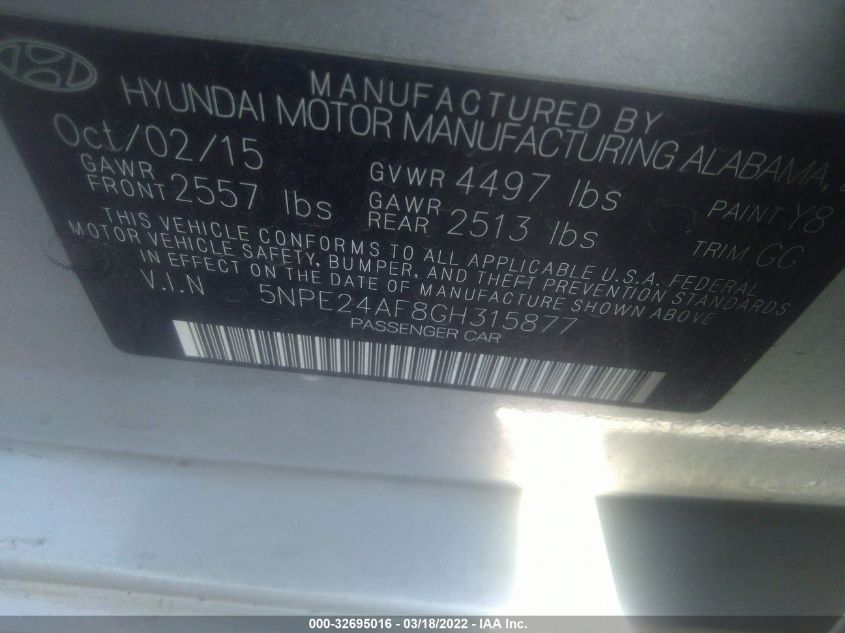 MANUFACTURED BY
HYUNDAI MOTOR MANUFACTURING ALABAMA,
Oct/02/15
GVWR 4497 lbs
GAWR FRONT 2557 lbs
GAWR REAR 2513 lbs
PAINT Y8
TRIM GG
THIS VEHICLE CONFORMS TO ALL APPLICABLE U.S.A. FEDERAL
MOTOR VEHICLE SAFETY, BUMPER, AND THEFT PREVENTION STANDARDS
IN EFFECT ON THE DATE OF MANUFACTURE SHOWN ABOVE
V.I.N 5NPE24AF8GH315877
PASSENGER CAR
000-32695016 - 03/18/2022 - IAA Inc.